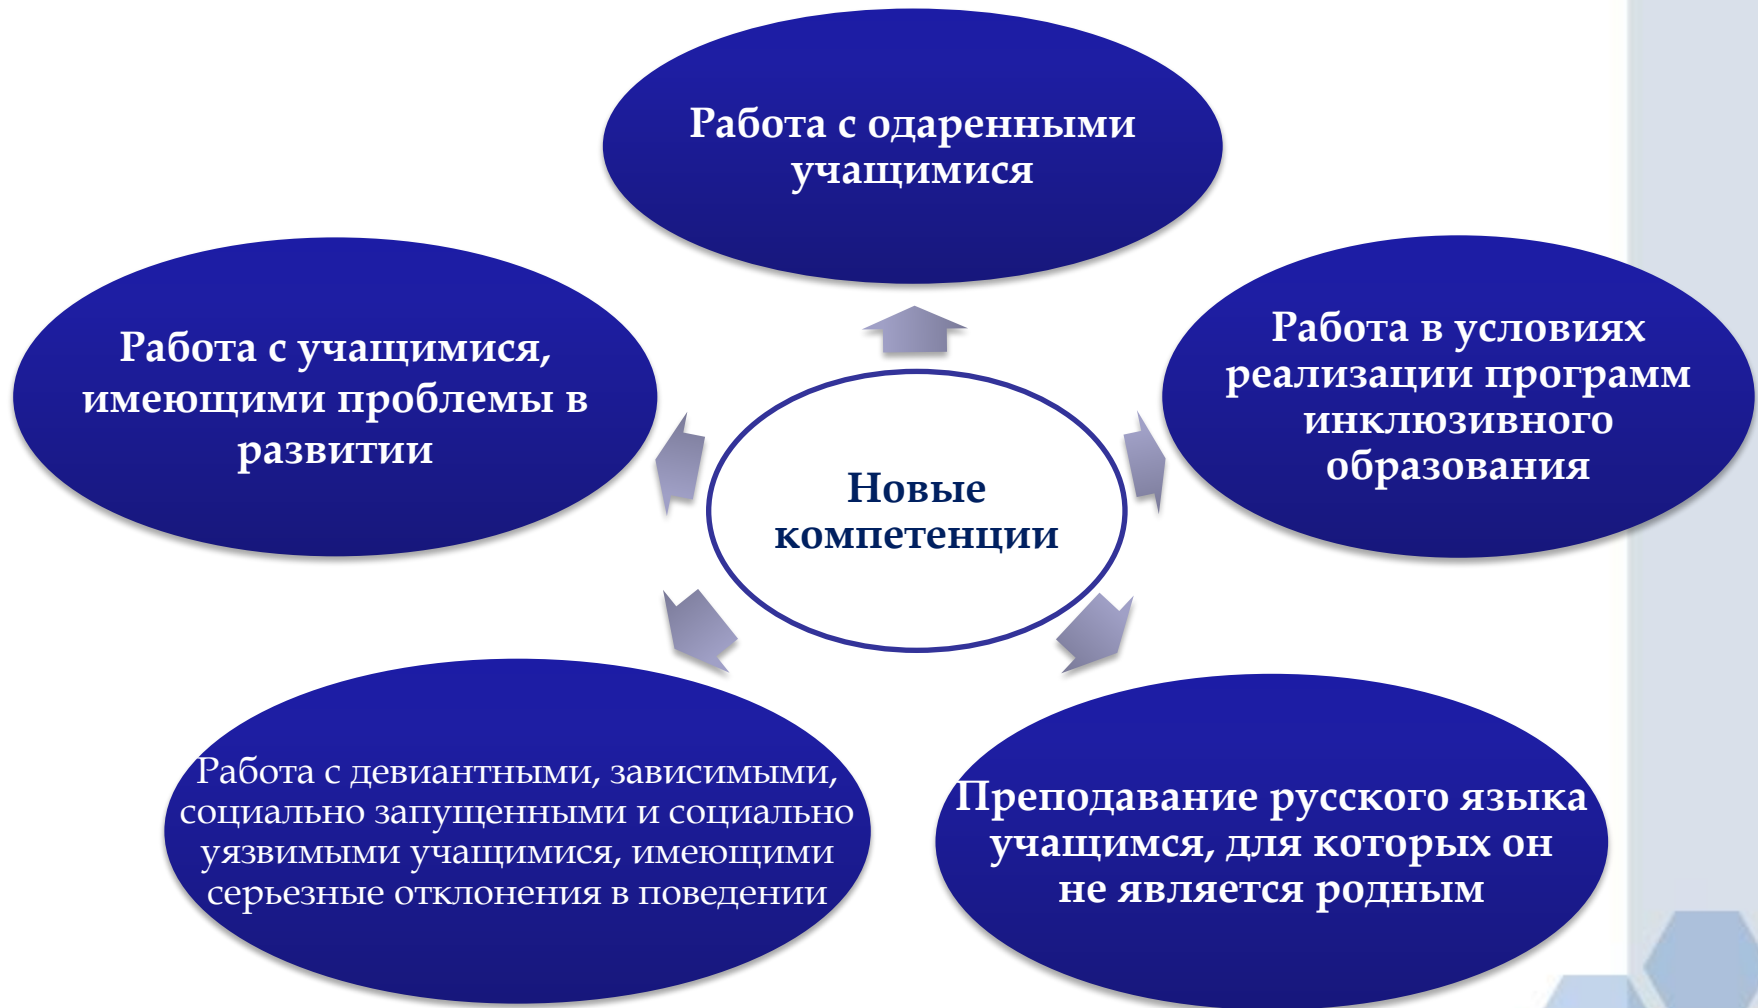 Работа с одаренными
учащимися
Работа с учащимися,
имеющими проблемы в
развитии
Работа в условиях
реализации программ
инклюзивного
образования
Новые
компетенции
Работа с девиантными, зависимыми,
социально запущенными и социально
уязвимыми учащимися, имеющими
серьезные отклонения в поведении
Преподавание русского языка
учащимся, для которых он
не является родным